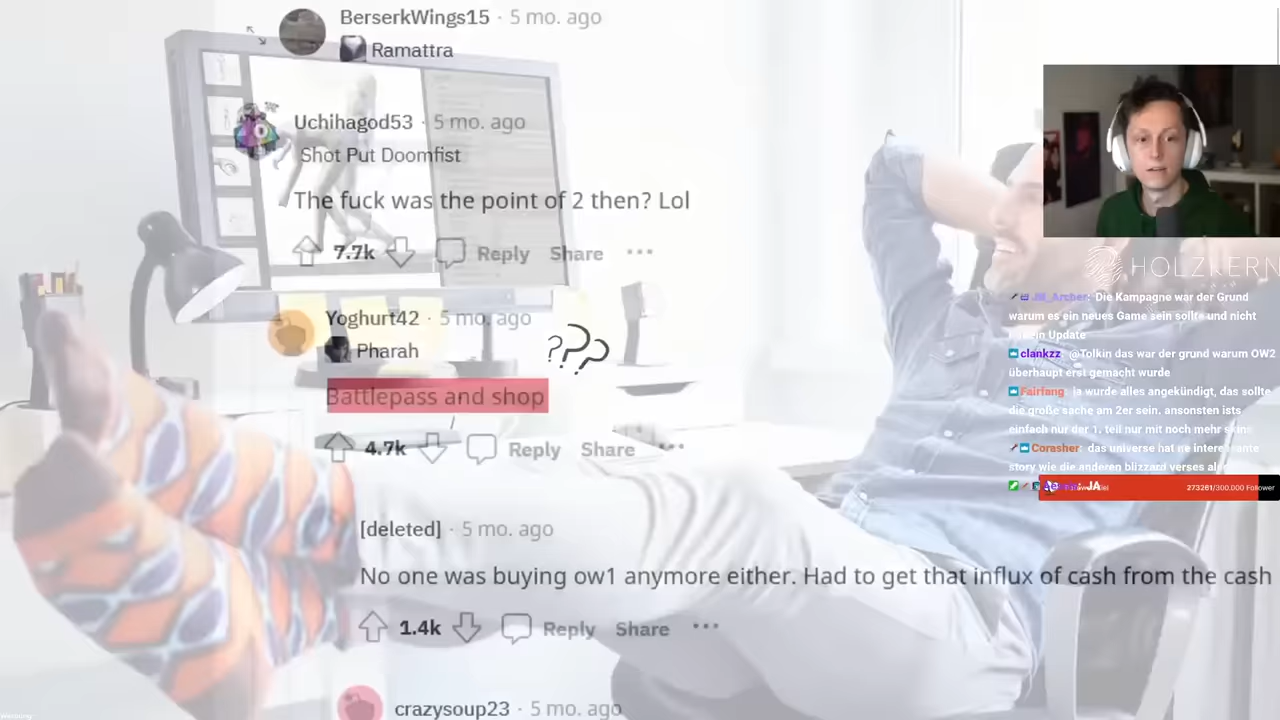 BerserkWings15 · 5 mo. ago
Ramattra
Uchihagod53 · 5 mo. ago
Shot Put Doomfist
The fuck was the point of 2 then? Lol
7.7k Reply Share ···
Yoghurt42 · 5 mo. ago
???
Pharah
Battlepass and shop
4.7k Reply Share ···
[deleted] · 5 mo. ago
No one was buying ow1 anymore either. Had to get that influx of cash from the cash
1.4k Reply Share ···
crazysoup23 · 5 mo. ago
HOLZKERN
Die Kampagne war der Grund
warum es ein neues Game sein sollte und nicht
ein Update
clankzz: @Tolkin das war der grund warum OW2
überhaupt erst gemacht wurde
Fairfang: ja wurde alles angekündigt, das sollte
die große sache am 2er sein. ansonsten ists
einfach nur der 1. teil nur mit noch mehr skins
Corasher: das universe hat ne interessante
story wie die anderen blizzard verses
JA
273261/300.000 Follower
Werbung